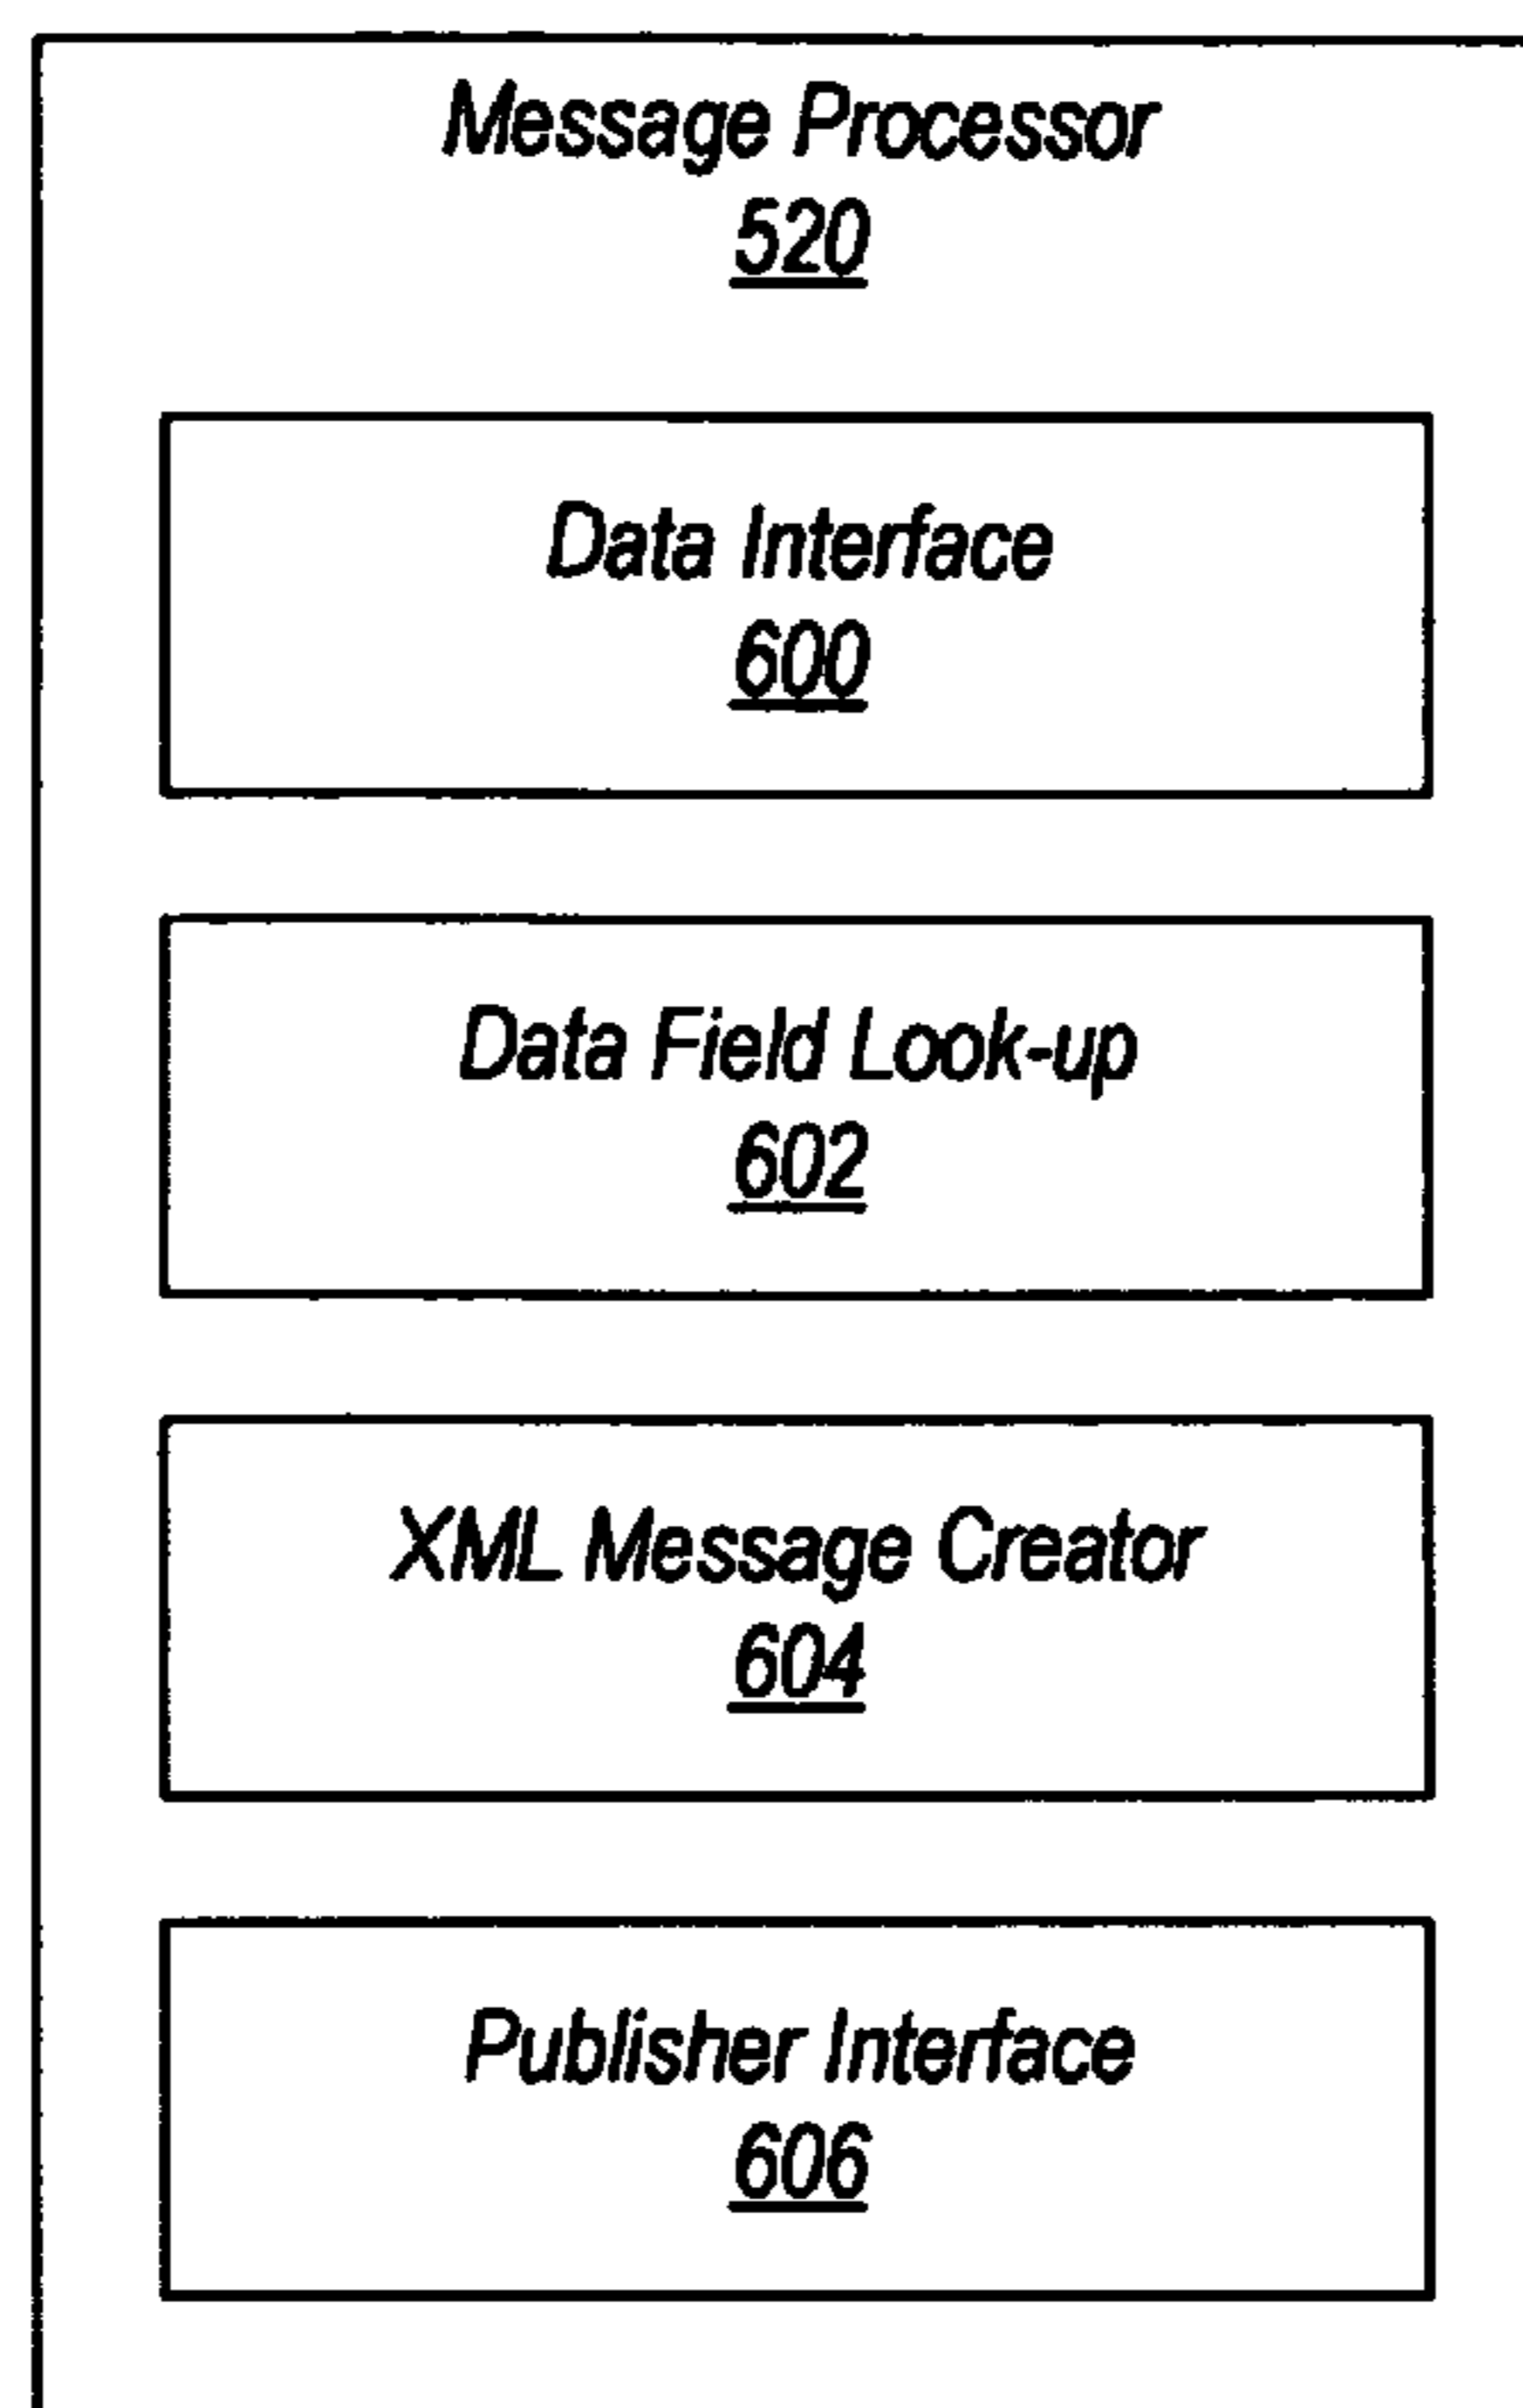 Message Processor
520
Data Interface
600
Data Field Look-up
602
XML Message Creator
604
Publisher Interface
606